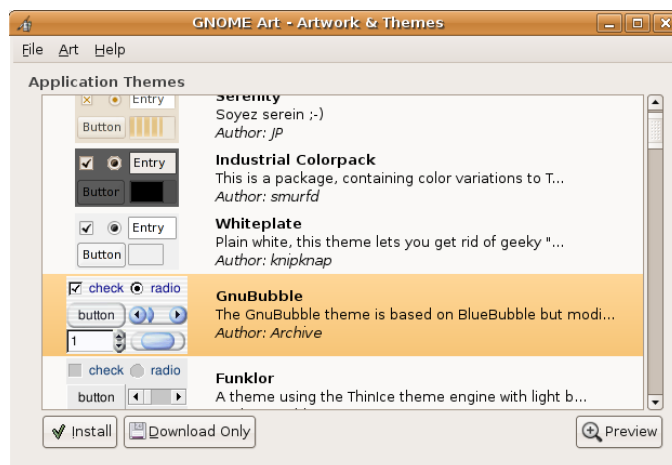 GNOME Art - Artwork & Themes
File Art Help
Application Themes
Entry
Button
Serenity
Soyez serein ;-)
Author: JP
Entry
Button
Industrial Colorpack
This is a package, containing color variations to T...
Author: smurfd
Entry
Button
Whiteplate
Plain white, this theme lets you get rid of geeky "...
Author: knipknap
check radio
button
1
GnuBubble
The GnuBubble theme is based on BlueBubble but modi...
Author: Archive
check radio
button
Funklor
A theme using the ThinIce theme engine with light b...
Install Download Only Preview